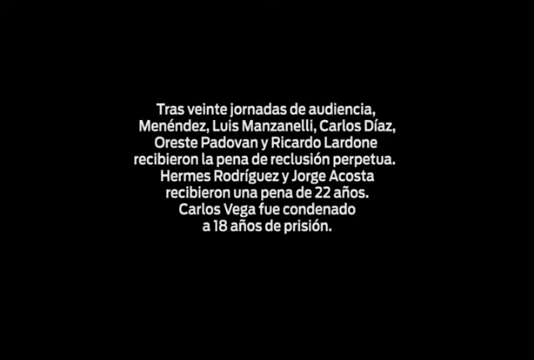 Tras veinte jornadas de audiencia,
Menéndez, Luis Manzanelli, Carlos Díaz,
Oreste Padovan y Ricardo Lardone
recibieron la pena de reclusión perpetua.
Hermes Rodríguez y Jorge Acosta
recibieron una pena de 22 años.
Carlos Vega fue condenado
a 18 años de prisión.